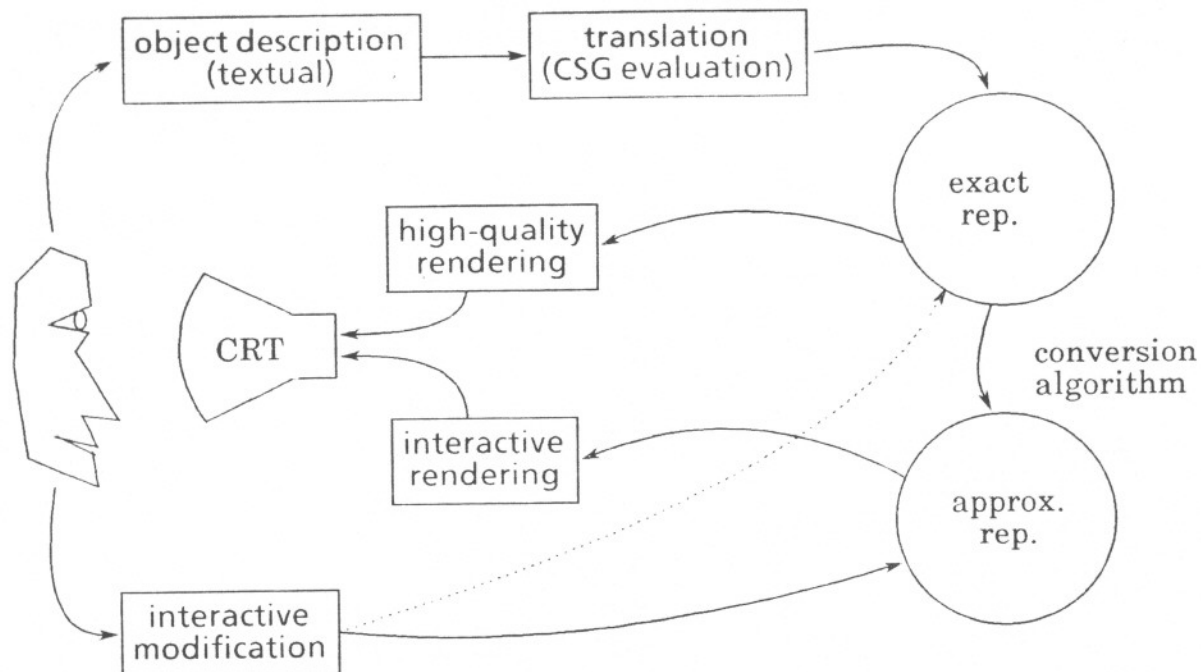 object description
(textual)
translation
(CSG evaluation)
exact
rep.
high-quality
rendering
CRT
conversion
algorithm
interactive
rendering
approx.
rep.
interactive
modification